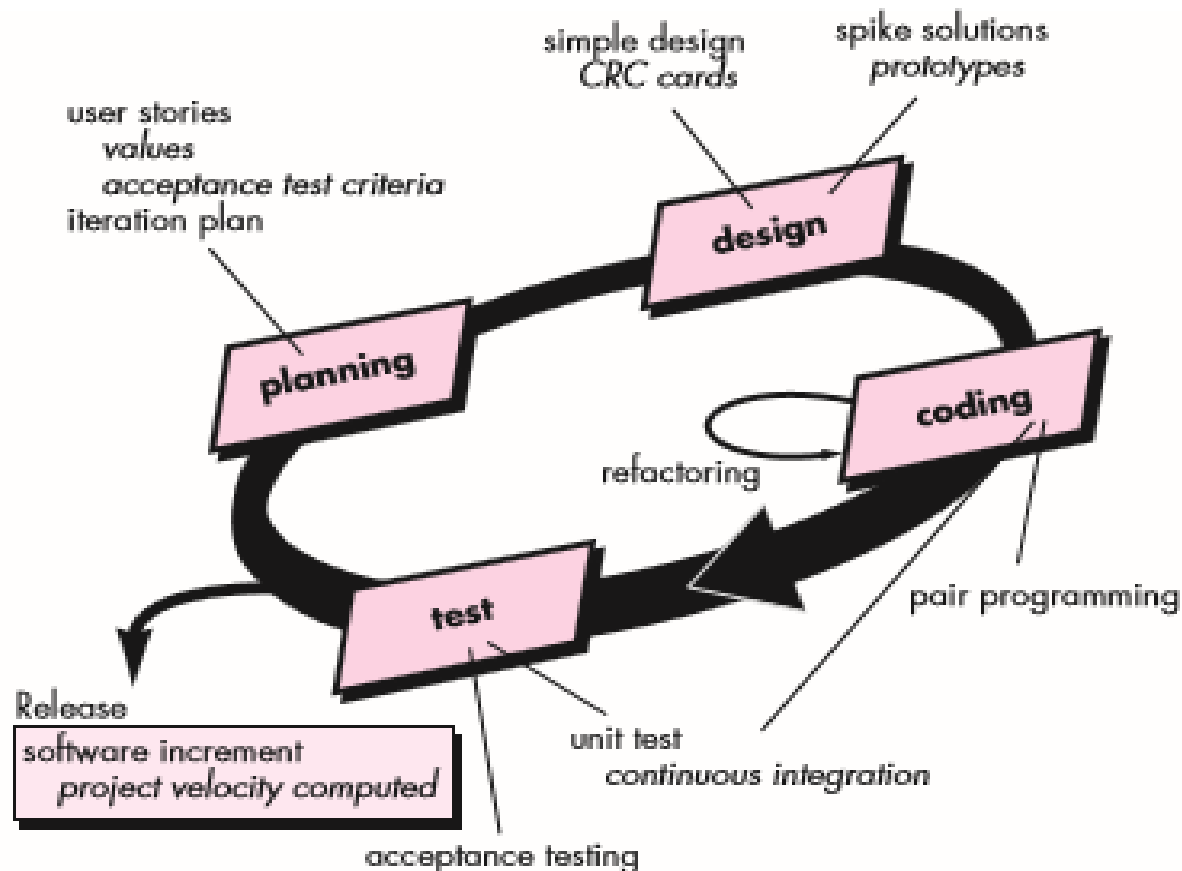 simple design
CRC cards
spike solutions
prototypes
user stories
values
acceptance test criteria
iteration plan
design
planning
coding
refactoring
test
pair programming
Release
software increment
project velocity computed
unit test
continuous integration
acceptance testing